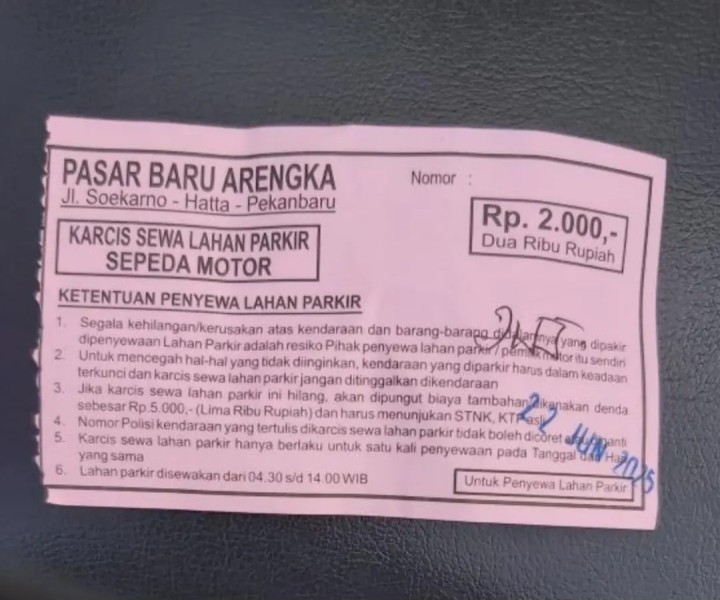 PASAR BARU ARENGKA
Jl. Soekarno - Hatta - Pekanbaru
Nomor :
Rp. 2.000,-
Dua Ribu Rupiah
KARCIS SEWA LAHAN PARKIR
SEPEDA MOTOR
KETENTUAN PENYEWA LAHAN PARKIR
1. Segala kehilangan/kerusakan atas kendaraan dan barang-barang didalamnya yang dipakir
dipenyewaan Lahan Parkir adalah resiko Pihak penyewa lahan parkir / pemilik motor itu sendiri
2. Untuk mencegah hal-hal yang tidak diinginkan, kendaraan yang diparkir harus dalam keadaan
terkunci dan karcis sewa lahan parkir jangan ditinggalkan dikendaraan
3. Jika karcis sewa lahan parkir ini hilang, akan dipungut biaya tambahan dikenakan denda
sebesar Rp.5.000,- (Lima Ribu Rupiah) dan harus menunjukan STNK, KTP asli
4. Nomor Polisi kendaraan yang tertulis dikarcis sewa lahan parkir tidak boleh dicoret atau diganti
5. Karcis sewa lahan parkir hanya berlaku untuk satu kali penyewaan pada Tanggal dan Hari
yang sama
6. Lahan parkir disewakan dari 04.30 s/d 14.00 WIB
Untuk Penyewa Lahan Parkir
22 JUN 2025